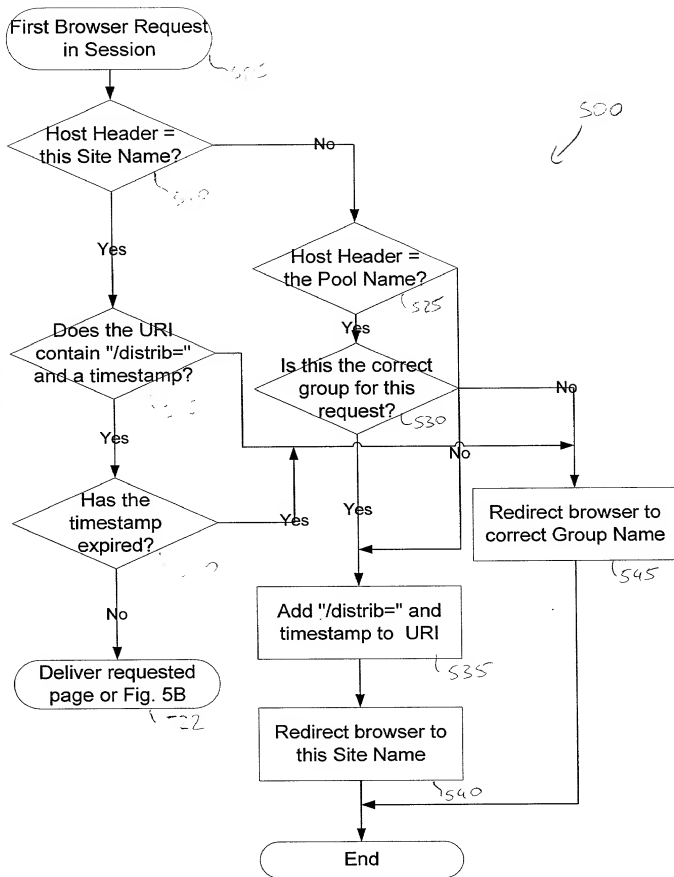 First Browser Request
in Session
500
Host Header =
this Site Name?
No
Yes
Host Header =
the Pool Name?
525
Yes
Does the URI
contain "/distrib="
and a timestamp?
Is this the correct
group for this
request?
530
No
Yes
No
Has the
timestamp
expired?
Yes
Yes
Redirect browser to
correct Group Name
545
No
Add "/distrib=" and
timestamp to URI
535
Deliver requested
page or Fig. 5B
Redirect browser to
this Site Name
540
End